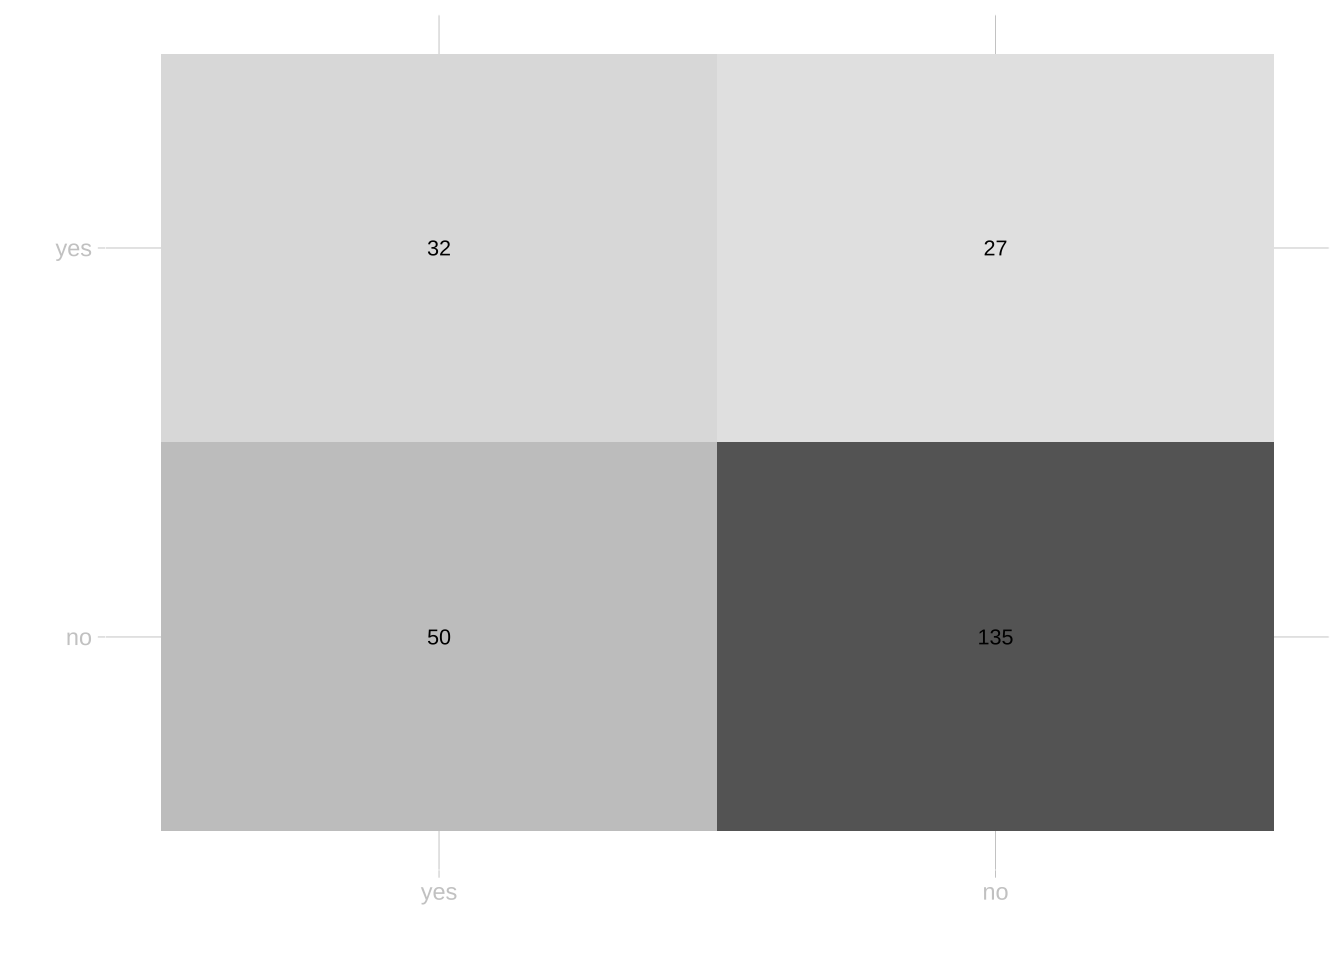 yes 32 27
no 50 135
yes no